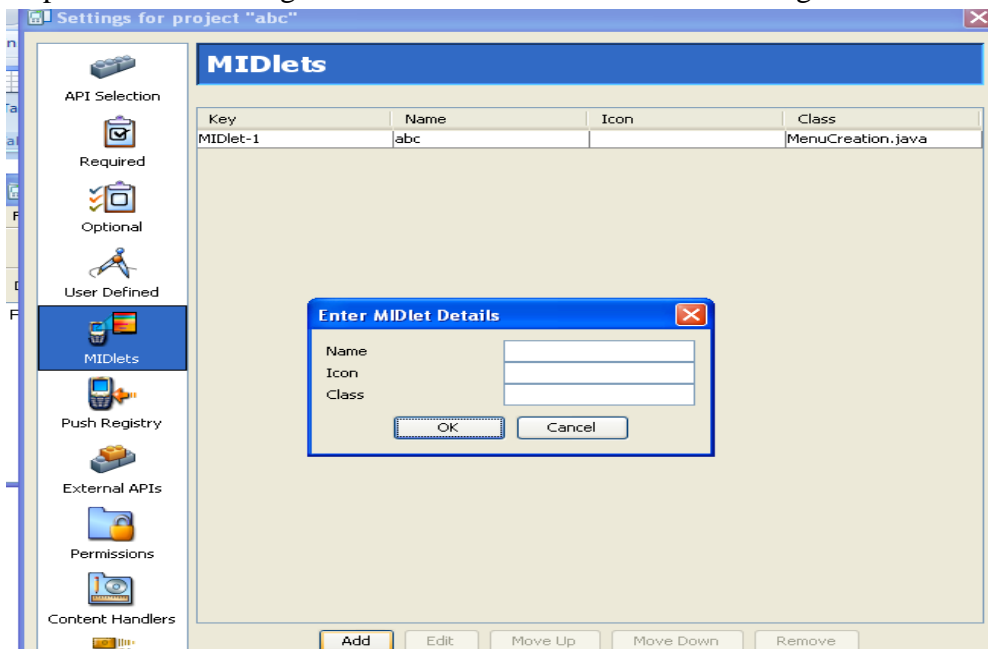 Settings for project "abc"
MIDlets
API Selection
Required
Optional
User Defined
MIDlets
Push Registry
External APIs
Permissions
Content Handlers
Key Name Icon Class
MIDlet-1 abc MenuCreation.java
Enter MIDlet Details
Name
Icon
Class
OK Cancel
Add Edit Move Up Move Down Remove